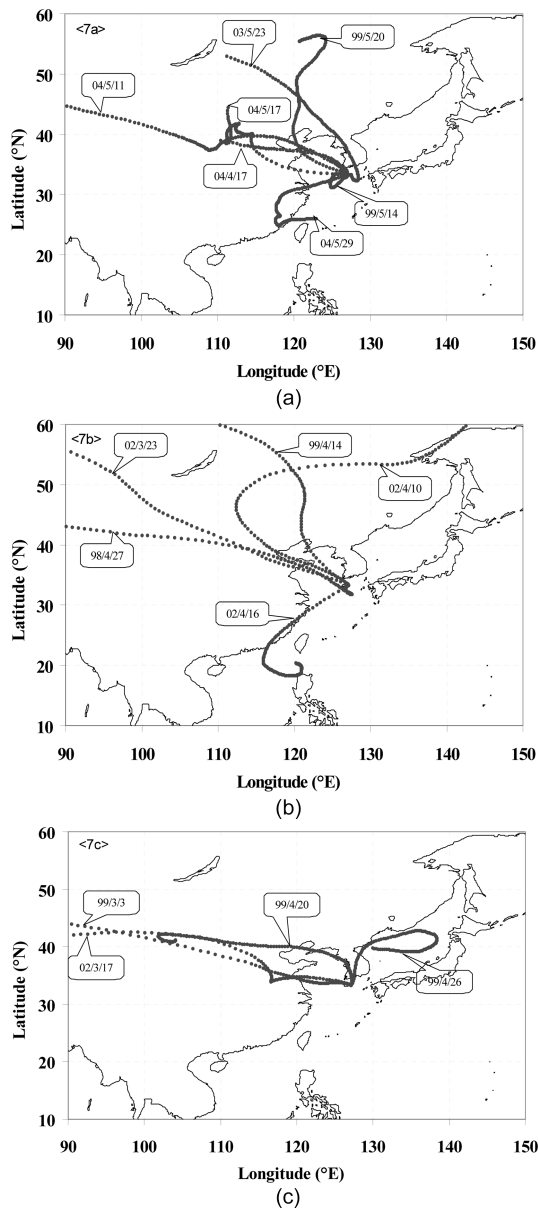 <7a>
03/5/23
99/5/20
04/5/11
04/5/17
04/4/17
99/5/14
04/5/29
60
50
40
30
20
10
90 100 110 120 130 140 150
Latitude (°N)
Longitude (°E)
(a)
<7b>
02/3/23
99/4/14
02/4/10
98/4/27
02/4/16
60
50
40
30
20
10
90 100 110 120 130 140 150
Latitude (°N)
Longitude (°E)
(b)
<7c>
99/3/3
99/4/20
02/3/17
99/4/26
60
50
40
30
20
10
90 100 110 120 130 140 150
Latitude (°N)
Longitude (°E)
(c)